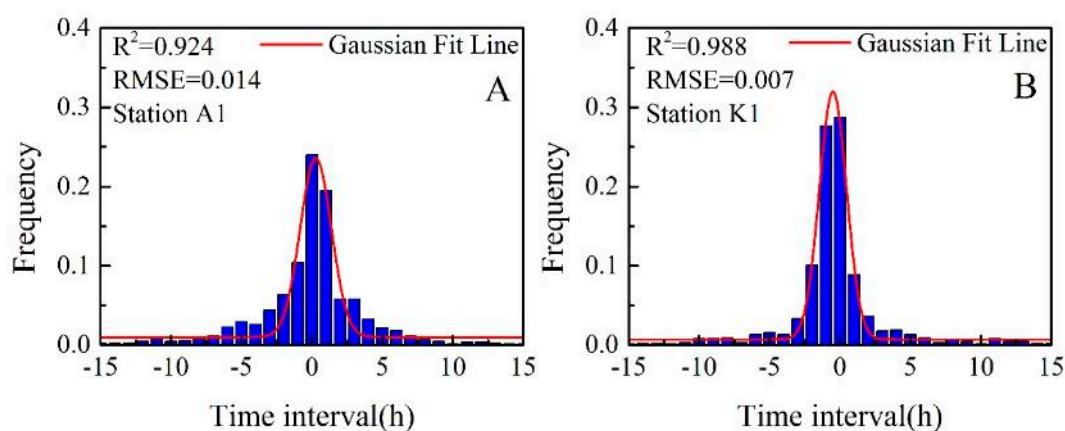 0.4
R²=0.924
Gaussian Fit Line
RMSE=0.014
A
Station A1
0.3
0.2
0.1
0.0
Frequency
-15 -10 -5 0 5 10 15
Time interval(h)
0.4
R²=0.988
Gaussian Fit Line
RMSE=0.007
B
Station K1
0.3
0.2
0.1
0.0
Frequency
-15 -10 -5 0 5 10 15
Time interval(h)